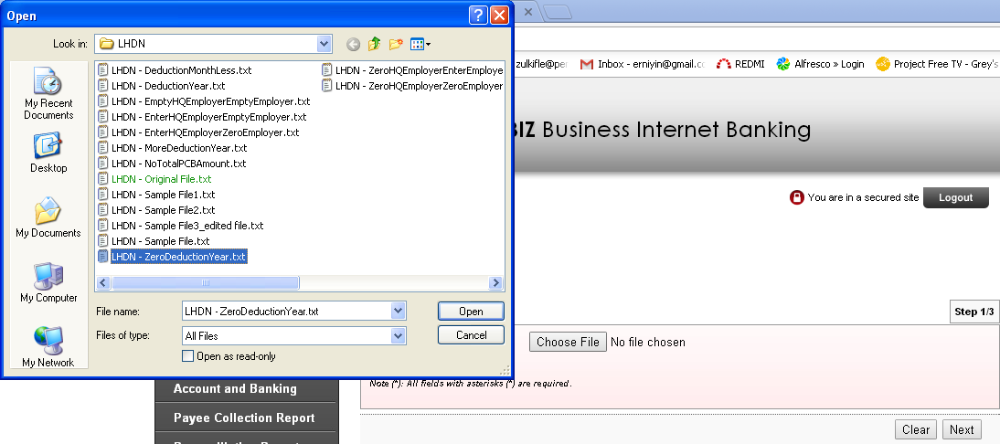 Open
Look in:
LHDN
My Recent
Documents
Desktop
My Documents
My Computer
My Network
LHDN - DeductionMonthLess.txt
LHDN - DeductionYear.txt
LHDN - EmptyHQEmployerEmptyEmployer.txt
LHDN - EnterHQEmployerEmptyEmployer.txt
LHDN - EnterHQEmployerZeroEmployer.txt
LHDN - MoreDeductionYear.txt
LHDN - NoTotalPCBAmount.txt
LHDN - Original File.txt
LHDN - Sample File1.txt
LHDN - Sample File2.txt
LHDN - Sample File3_edited file.txt
LHDN - Sample File.txt
LHDN - ZeroDeductionYear.txt
LHDN - ZeroHQEmployerEnterEmploye
LHDN - ZeroHQEmployerZeroEmployer
File name:
LHDN - ZeroDeductionYear.txt
Open
Files of type:
All Files
Cancel
Open as read-only
zulkifle@per
Inbox - erniyin@gmail.cc
REDMI
Alfresco » Login
Project Free TV - Grey's
BIZ Business Internet Banking
You are in a secured site
Logout
Step 1/3
Choose File No file chosen
Note (*): All fields with asterisks (*) are required.
Account and Banking
Payee Collection Report
Clear
Next